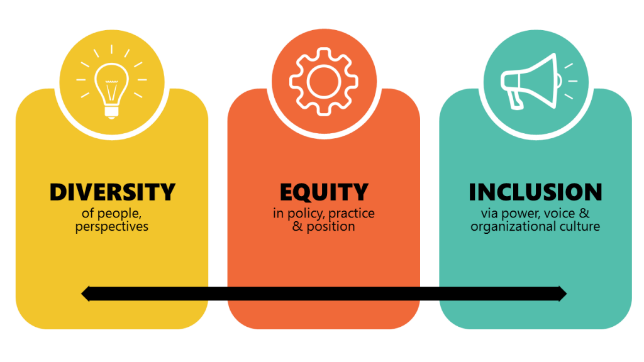 DIVERSITY
of people,
perspectives
EQUITY
in policy, practice
& position
INCLUSION
via power, voice &
organizational culture